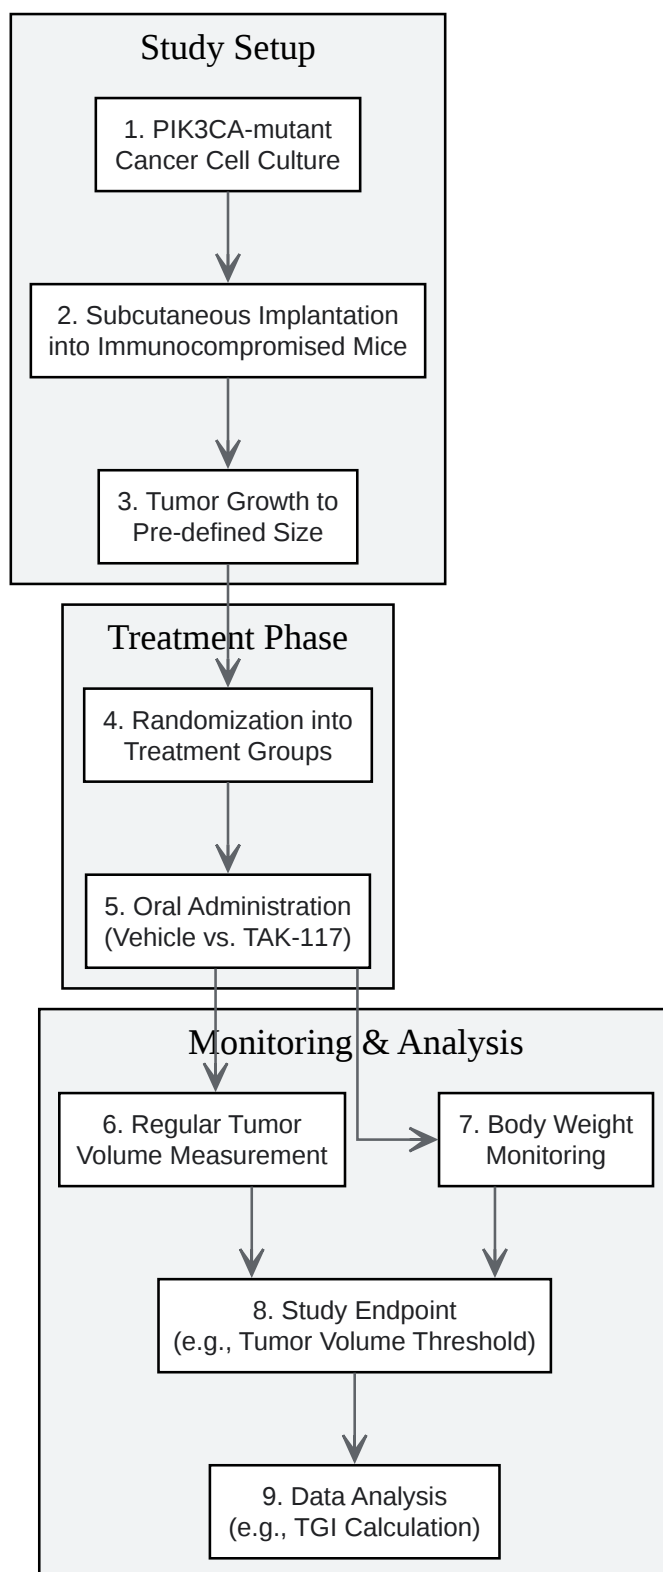 Study Setup
1. PIK3CA-mutant
Cancer Cell Culture
2. Subcutaneous Implantation
into Immunocompromised Mice
3. Tumor Growth to
Pre-defined Size
Treatment Phase
4. Randomization into
Treatment Groups
5. Oral Administration
(Vehicle vs. TAK-117)
Monitoring & Analysis
6. Regular Tumor
Volume Measurement
7. Body Weight
Monitoring
8. Study Endpoint
(e.g., Tumor Volume Threshold)
9. Data Analysis
(e.g., TGI Calculation)